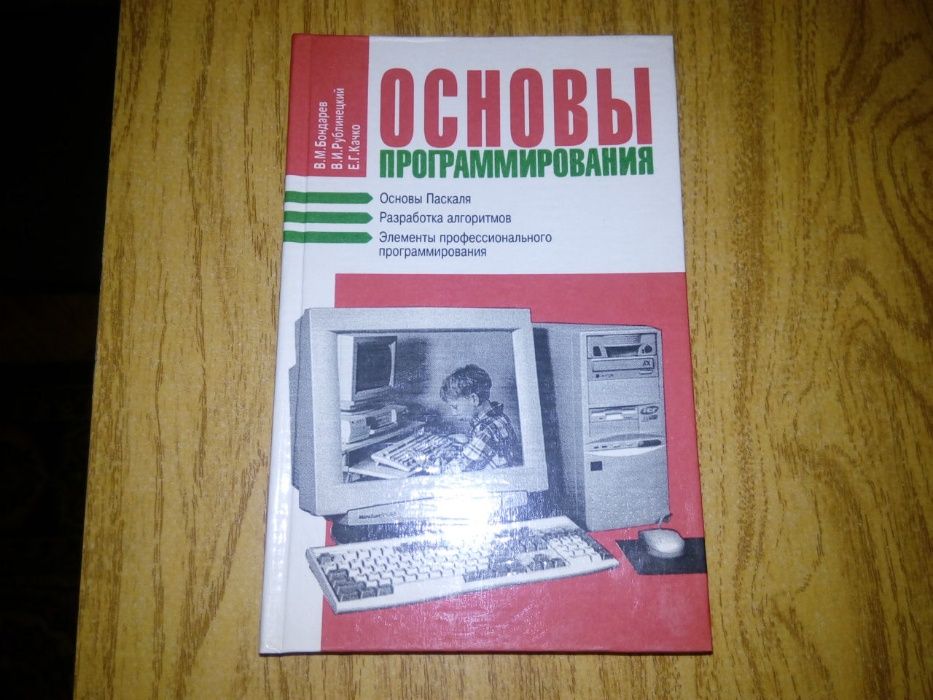 В.М.Бондарев
В.И.Рублинецкий
Е.Г.Качко
ОСНОВЫ
ПРОГРАММИРОВАНИЯ
Основы Паскаля
Разработка алгоритмов
Элементы профессионального
программирования